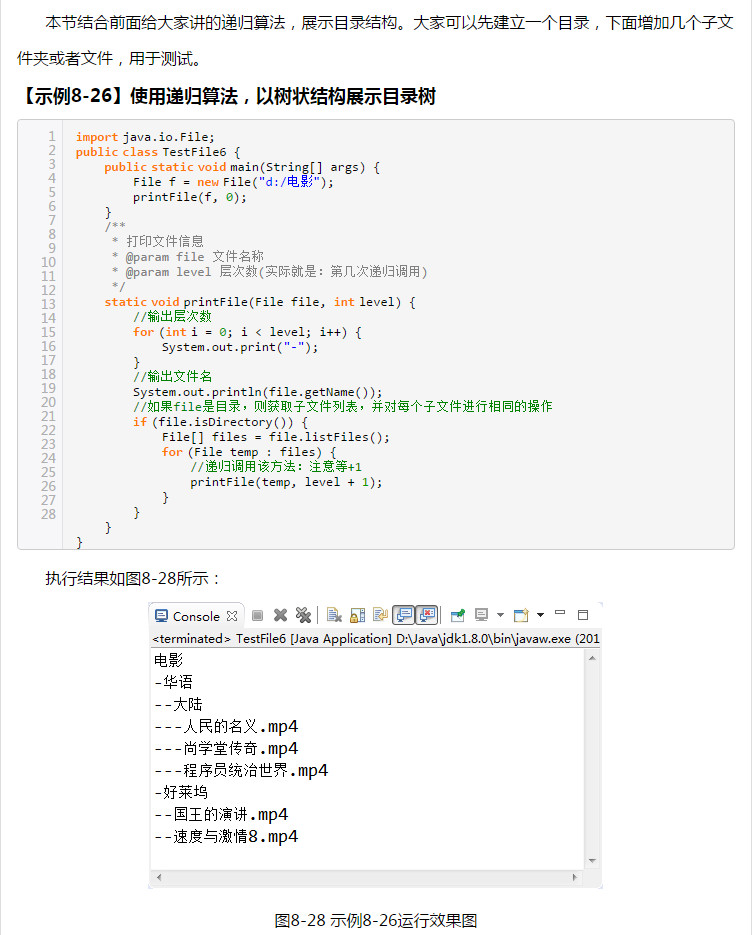 本节结合前面给大家讲的递归算法，展示目录结构。大家可以先建立一个目录，下面增加几个子文
件夹或者文件，用于测试。
【示例8-26】使用递归算法，以树状结构展示目录树
1 import java.io.File;
2 public class TestFile6 {
3 public static void main(String[] args) {
4 File f = new File("d:/电影");
5 printFile(f, 0);
6 }
7 /**
8 * 打印文件信息
9 * @param file 文件名称
10 * @param level 层次数(实际就是：第几次递归调用)
11 */
12 static void printFile(File file, int level) {
13 //输出层次数
14 for (int i = 0; i < level; i++) {
15 System.out.print("-");
16 }
17 //输出文件名
18 System.out.println(file.getName());
19 //如果file是目录，则获取子文件列表，并对每个子文件进行相同的操作
20 if (file.isDirectory()) {
21 File[] files = file.listFiles();
22 for (File temp : files) {
23 //递归调用该方法：注意等+1
24 printFile(temp, level + 1);
25 }
26 }
27 }
28 }
执行结果如图8-28所示：
Console
<terminated> TestFile6 [Java Application] D:\Java\jdk1.8.0\bin\javaw.exe (201
电影
-华语
--大陆
---人民的名义.mp4
---尚学堂传奇.mp4
---程序员统治世界.mp4
-好莱坞
--国王的演讲.mp4
--速度与激情8.mp4
图8-28 示例8-26运行效果图